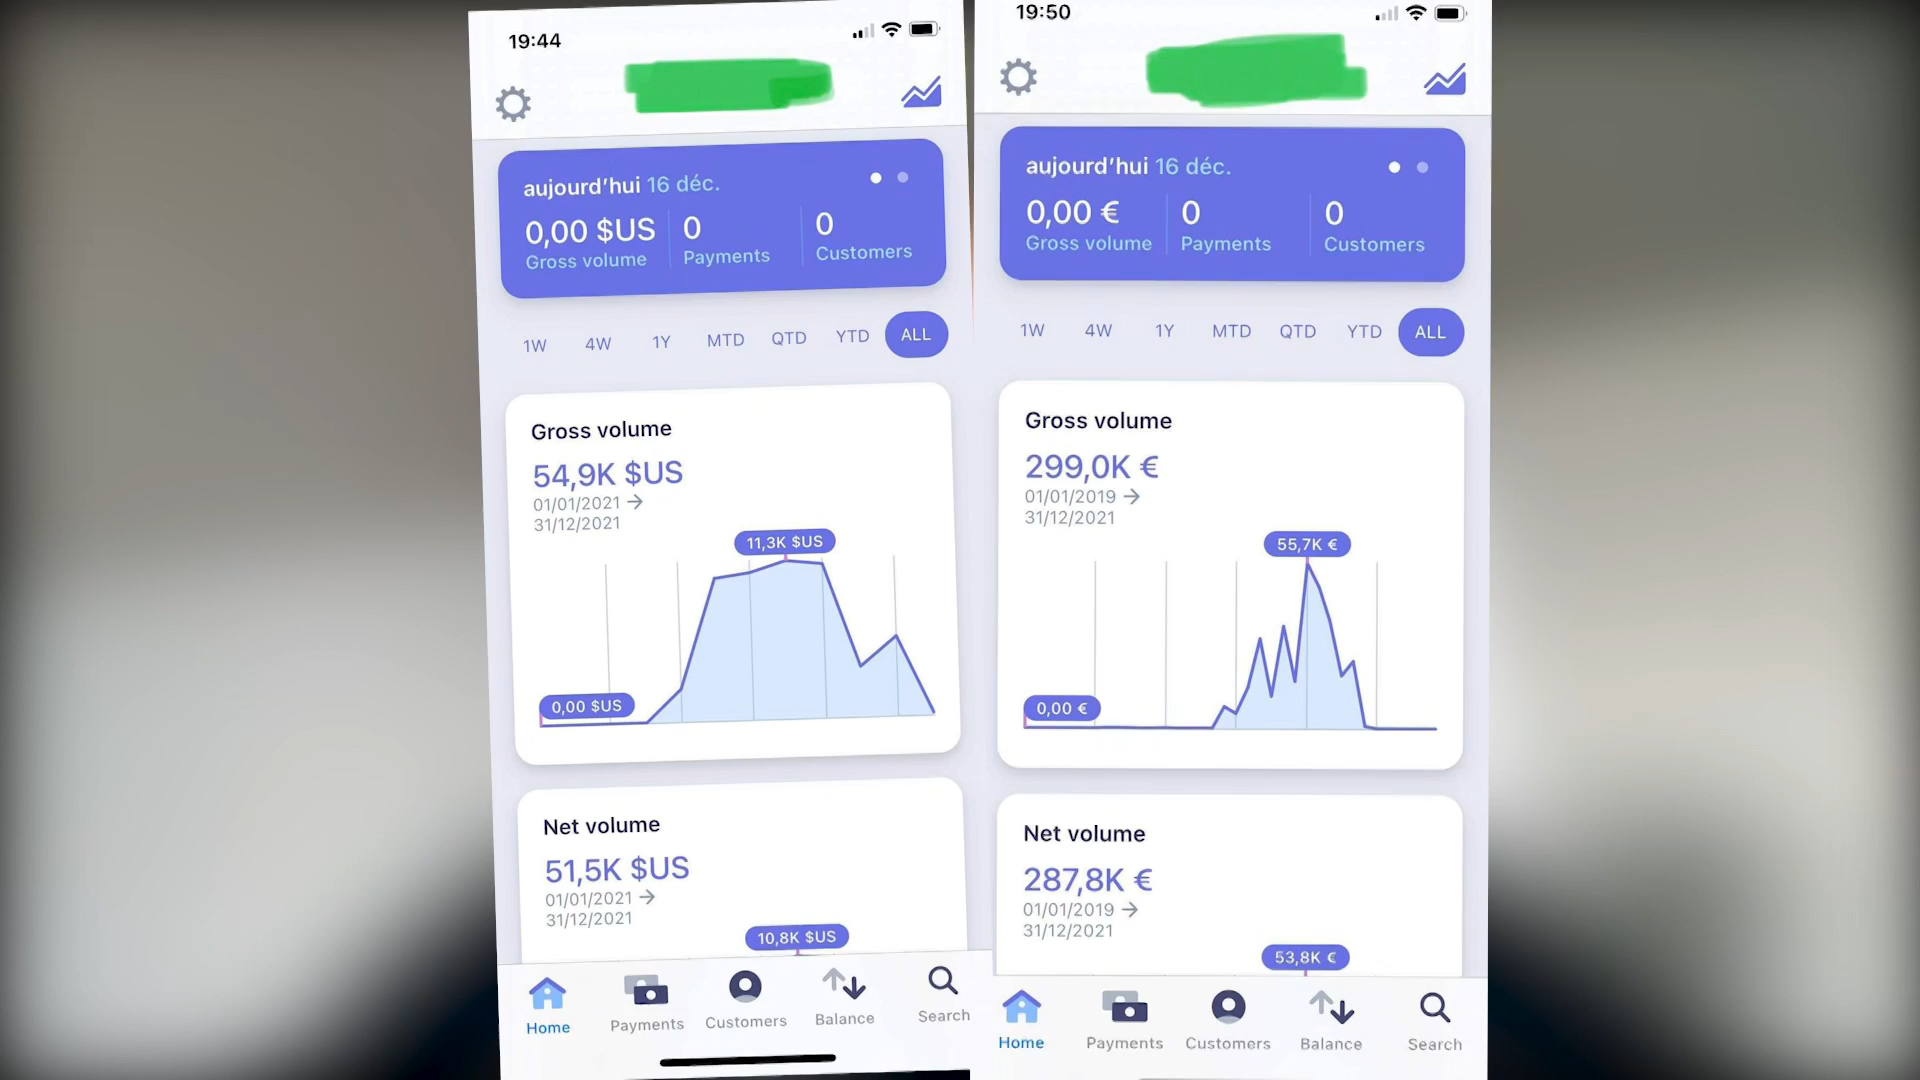 19:44
aujourd'hui 16 déc.
0,00 $US
Gross volume
0
Payments
0
Customers
1W 4W 1Y MTD QTD YTD ALL
Gross volume
54,9K $US
01/01/2021 →
31/12/2021
11,3K $US
0,00 $US
Net volume
51,5K $US
01/01/2021 →
31/12/2021
10,8K $US
Home Payments Customers Balance Search
19:50
aujourd'hui 16 déc.
0,00 €
Gross volume
0
Payments
0
Customers
1W 4W 1Y MTD QTD YTD ALL
Gross volume
299,0K €
01/01/2019 →
31/12/2021
55,7K €
0,00 €
Net volume
287,8K €
01/01/2019 →
31/12/2021
53,8K €
Home Payments Customers Balance Search